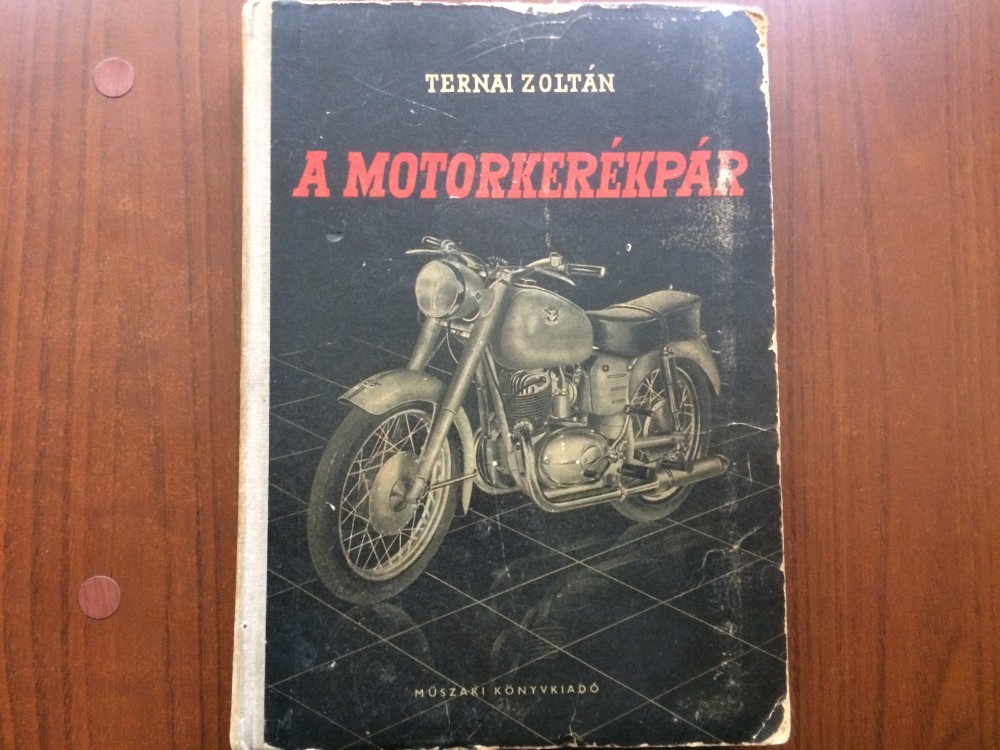 TERNAI ZOLTÁN
A MOTORKERÉKPÁR
MŰSZAKI KÖNYVKIADÓ